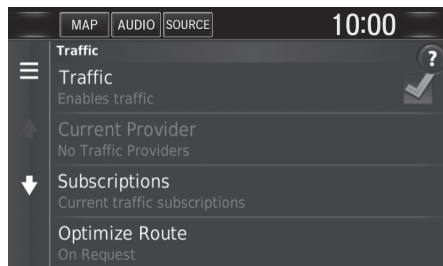 MAP AUDIO SOURCE 10:00
Traffic
?
Traffic
Enables traffic
Current Provider
No Traffic Providers
Subscriptions
Current traffic subscriptions
Optimize Route
On Request